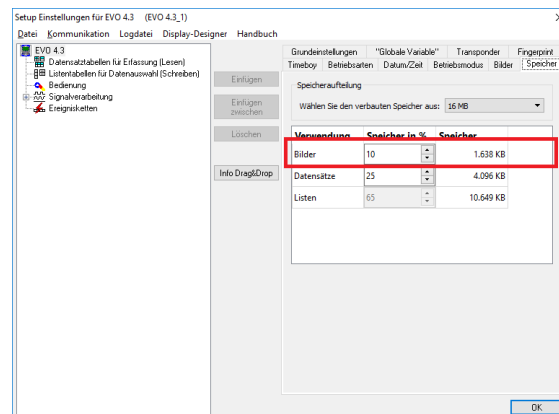 Setup Einstellungen für EVO 4.3 (EVO 4.3_1)
Datei Kommunikation Logdatei Display-Designer Handbuch
EVO 4.3
Datensatztabellen für Erfassung (Lesen)
Listentabellen für Datenauswahl (Schreiben)
Bedienung
Signalverarbeitung
Ereignisketten
Einfügen
Einfügen
zwischen
Löschen
Info Drag&Drop
Grundeinstellungen "Globale Variable" Transponder Fingerprint
Timeboy Betriebsarten Datum/Zeit Betriebsmodus Bilder Speicher
Speicheraufteilung
Wählen Sie den verbauten Speicher aus: 16 MB
Verwendung Speicher in % Speicher
Bilder 10 1.638 KB
Datensätze 25 4.096 KB
Listen 65 10.649 KB
OK